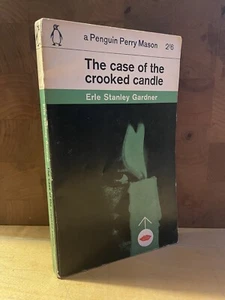 a Penguin Perry Mason 2/6
The case of the
crooked candle
Erle Stanley Gardner